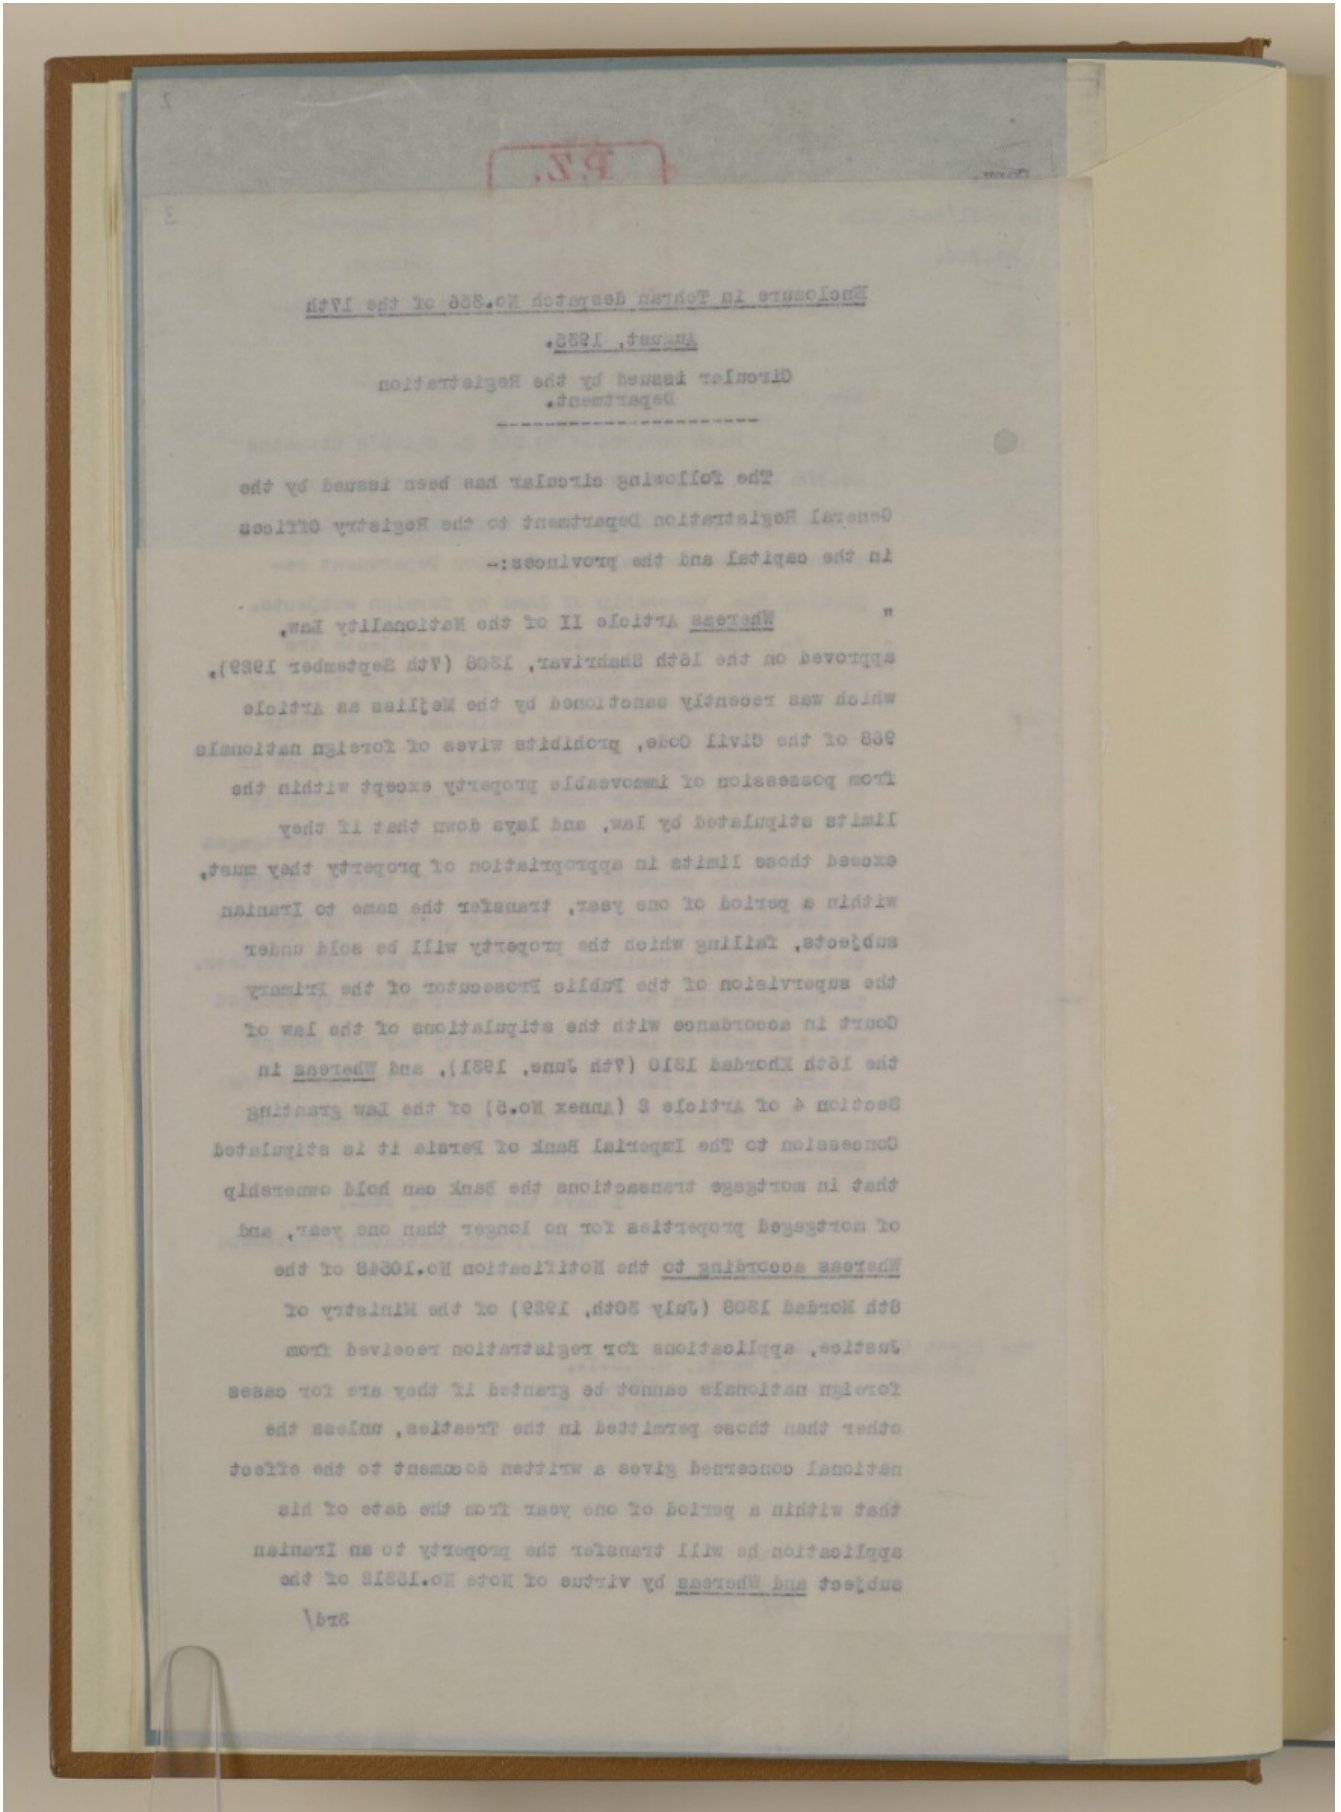 2
P.Z.
Copy.
3
Enclosure in Tehran despatch No.356 of the 17th
August, 1935.
Circular issued by the Registration
Department.
The following circular has been issued by the
General Registration Department to the Registry Offices
in the capital and the provinces:-
" Whereas Article II of the Nationality Law,
approved on the 16th Shahrivar, 1308 (7th September 1929),
which was recently sanctioned by the Mejliss as Article
968 of the Civil Code, prohibits wives of foreign nationals
from possession of immoveable property except within the
limits stipulated by law, and lays down that if they
exceed those limits in appropriation of property they must,
within a period of one year, transfer the same to Iranian
subjects, failing which the property will be sold under
the supervision of the Public Prosecutor of the Primary
Court in accordance with the stipulations of the law of
the 16th Khordad 1310 (7th June, 1931), and Whereas in
Section 4 of Article 2 (Annex No.5) of the Law granting
Concession to The Imperial Bank of Persia it is stipulated
that in mortgage transactions the Bank can hold ownership
of mortgaged properties for no longer than one year, and
Whereas according to the Notification No.10648 of the
8th Mordad 1308 (July 30th, 1929) of the Ministry of
Justice, applications for registration received from
foreign nationals cannot be granted if they are for cases
other than those permitted in the Treaties, unless the
national concerned gives a written document to the effect
that within a period of one year from the date of his
application he will transfer the property to an Iranian
subject and Whereas by virtue of Note No.15312 of the
3rd/